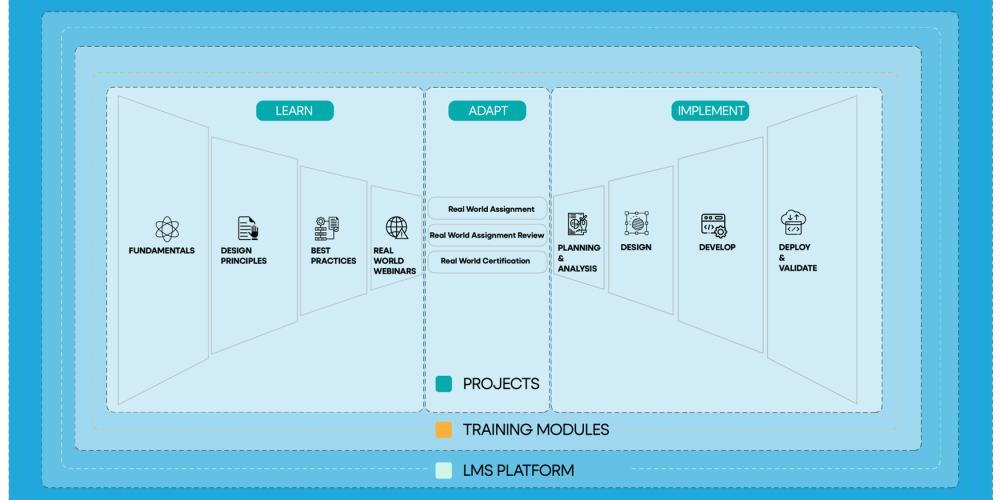 LEARN
ADAPT
IMPLEMENT
FUNDAMENTALS
DESIGN
PRINCIPLES
BEST
PRACTICES
REAL
WORLD
WEBINARS
Real World Assignment
Real World Assignment Review
Real World Certification
PLANNING
&
ANALYSIS
DESIGN
DEVELOP
DEPLOY
&
VALIDATE
PROJECTS
TRAINING MODULES
LMS PLATFORM